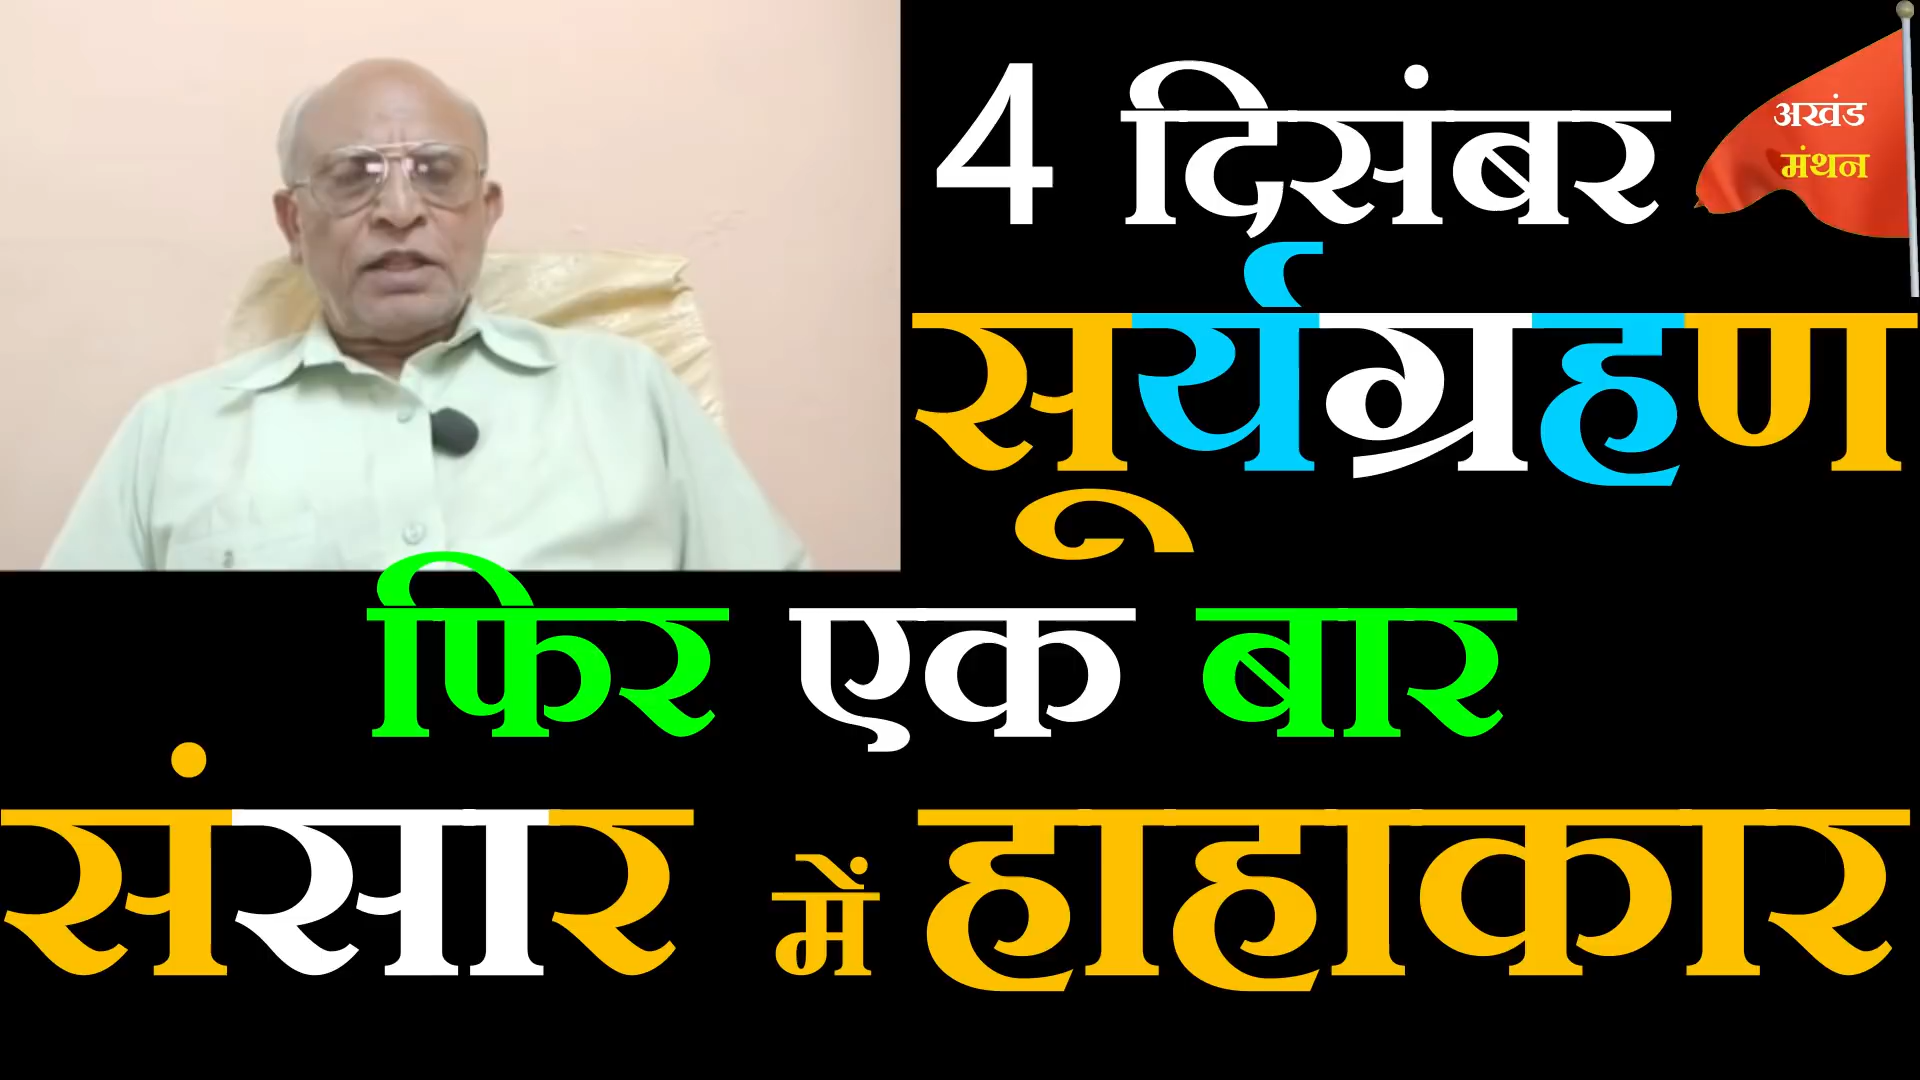 4 दिसंबर
अखंड
मंथन
सूर्यग्रहण
फिर एक बार
संसार में हाहाकार